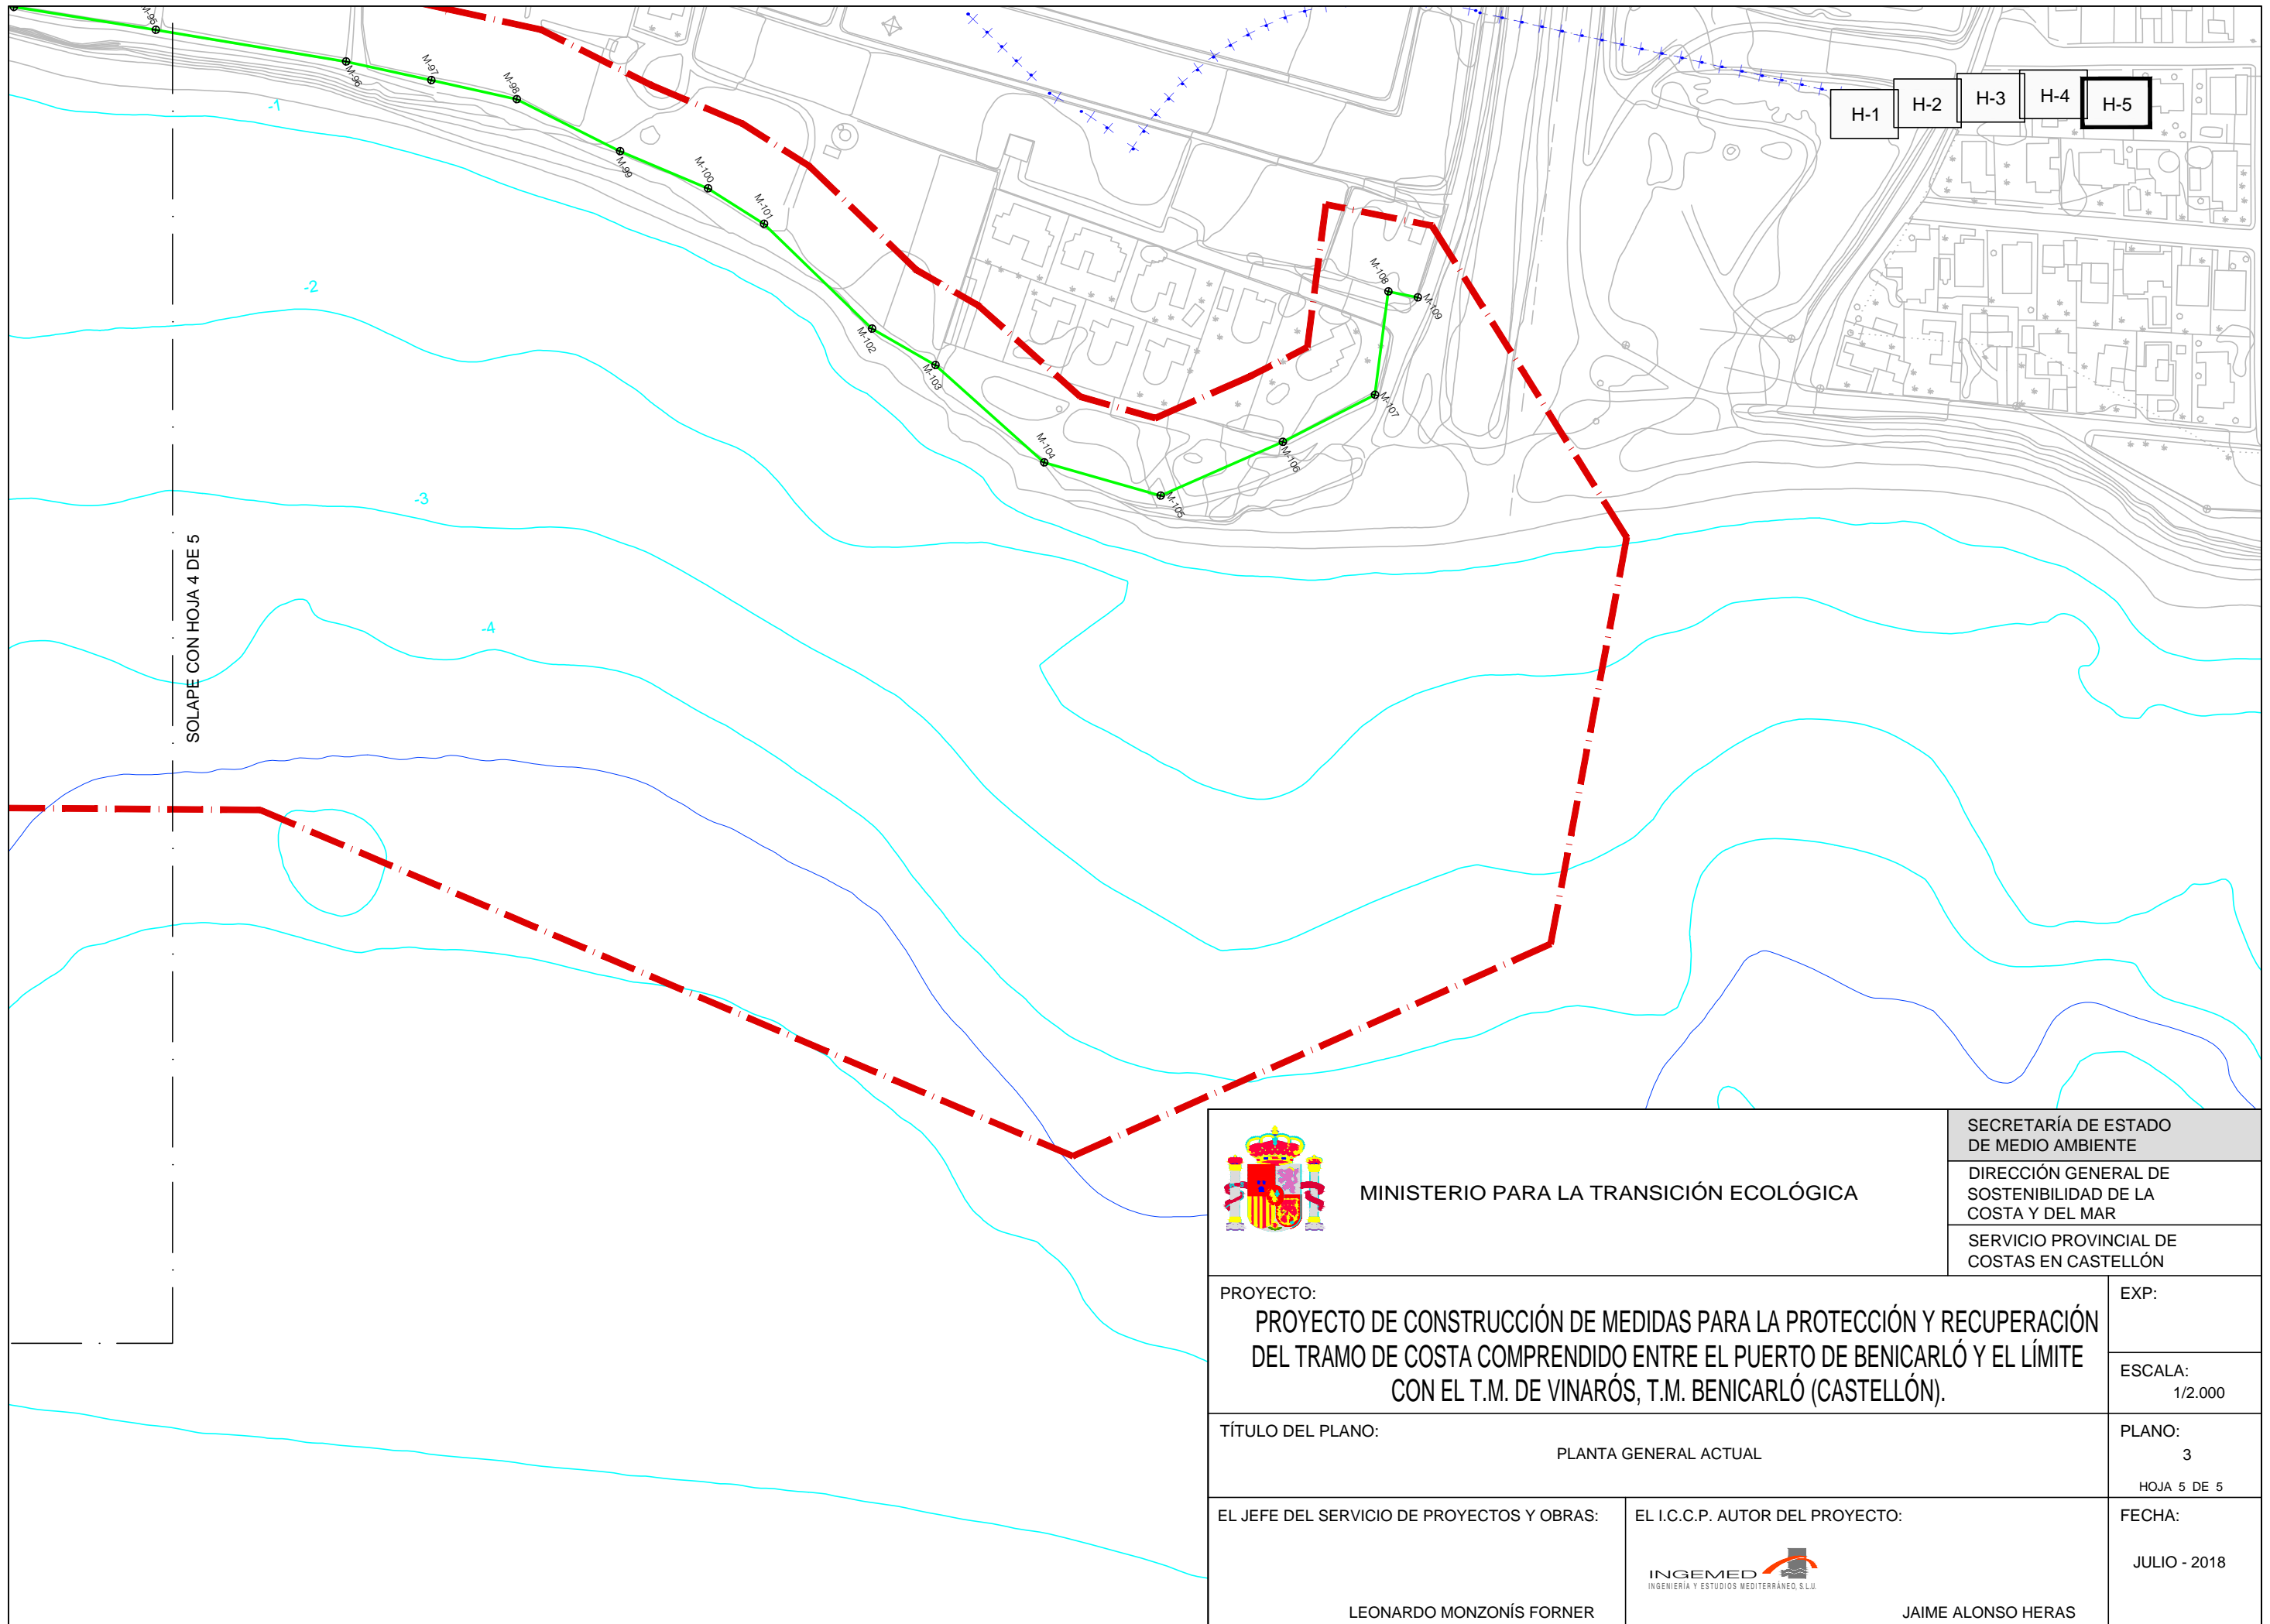 M-95
M-96
M-97
M-98
M-99
M-100
M-101
M-102
M-103
M-104
M-105
M-106
M-107
M-108
M-109
-1
-2
-3
-4
H-1
H-2
H-3
H-4
H-5
SOLAPE CON HOJA 4 DE 5
MINISTERIO PARA LA TRANSICIÓN ECOLÓGICA
SECRETARÍA DE ESTADO
DE MEDIO AMBIENTE
DIRECCIÓN GENERAL DE
SOSTENIBILIDAD DE LA
COSTA Y DEL MAR
SERVICIO PROVINCIAL DE
COSTAS EN CASTELLÓN
PROYECTO:
PROYECTO DE CONSTRUCCIÓN DE MEDIDAS PARA LA PROTECCIÓN Y RECUPERACIÓN
DEL TRAMO DE COSTA COMPRENDIDO ENTRE EL PUERTO DE BENICARLÓ Y EL LÍMITE
CON EL T.M. DE VINARÓS, T.M. BENICARLÓ (CASTELLÓN).
EXP:
ESCALA:
1/2.000
TÍTULO DEL PLANO:
PLANTA GENERAL ACTUAL
PLANO:
3
HOJA 5 DE 5
EL JEFE DEL SERVICIO DE PROYECTOS Y OBRAS:
LEONARDO MONZONÍS FORNER
EL I.C.C.P. AUTOR DEL PROYECTO:
INGEMED
INGENIERÍA Y ESTUDIOS MEDITERRÁNEO, S.L.U.
JAIME ALONSO HERAS
FECHA:
JULIO - 2018